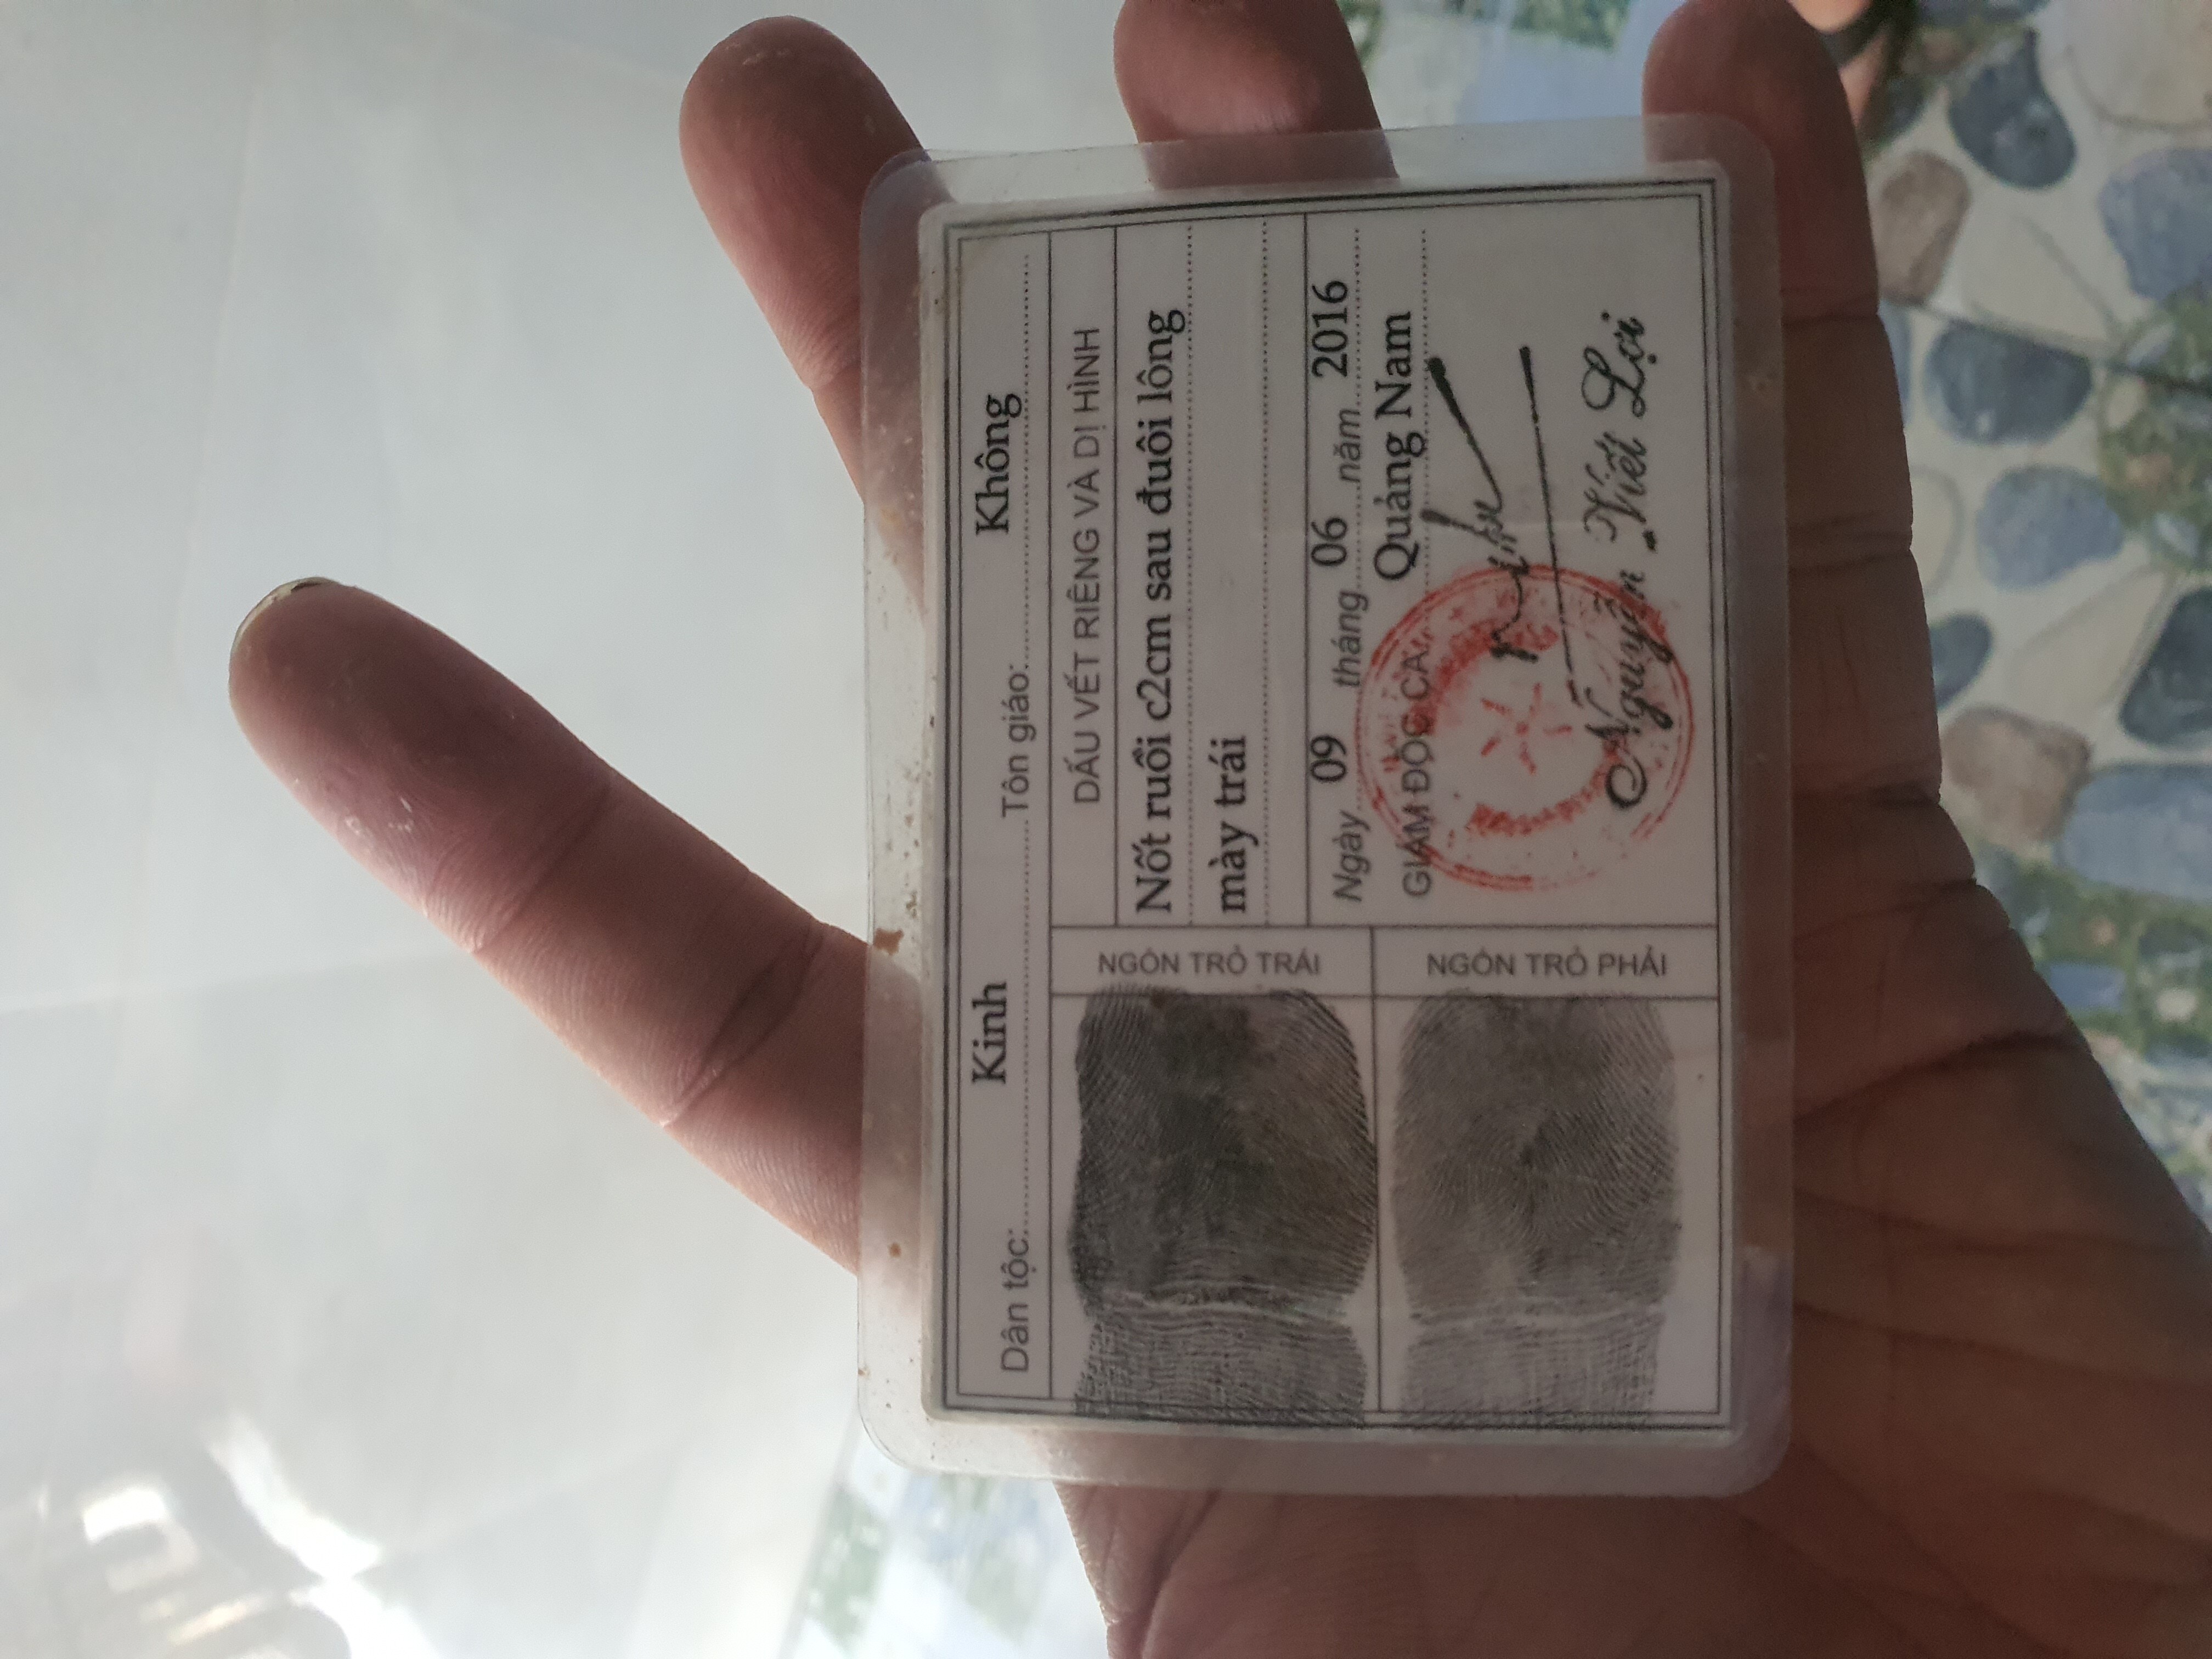 Dân tộc: Kinh Tôn giáo: Không
NGÓN TRỎ TRÁI
NGÓN TRỎ PHẢI
DẤU VẾT RIÊNG VÀ DỊ HÌNH
Nốt ruồi c2cm sau đuôi lông
mày trái
Ngày 09 tháng 06 năm 2016
GIÁM ĐỐC CA Quảng Nam
Nguyễn Viết Lợi